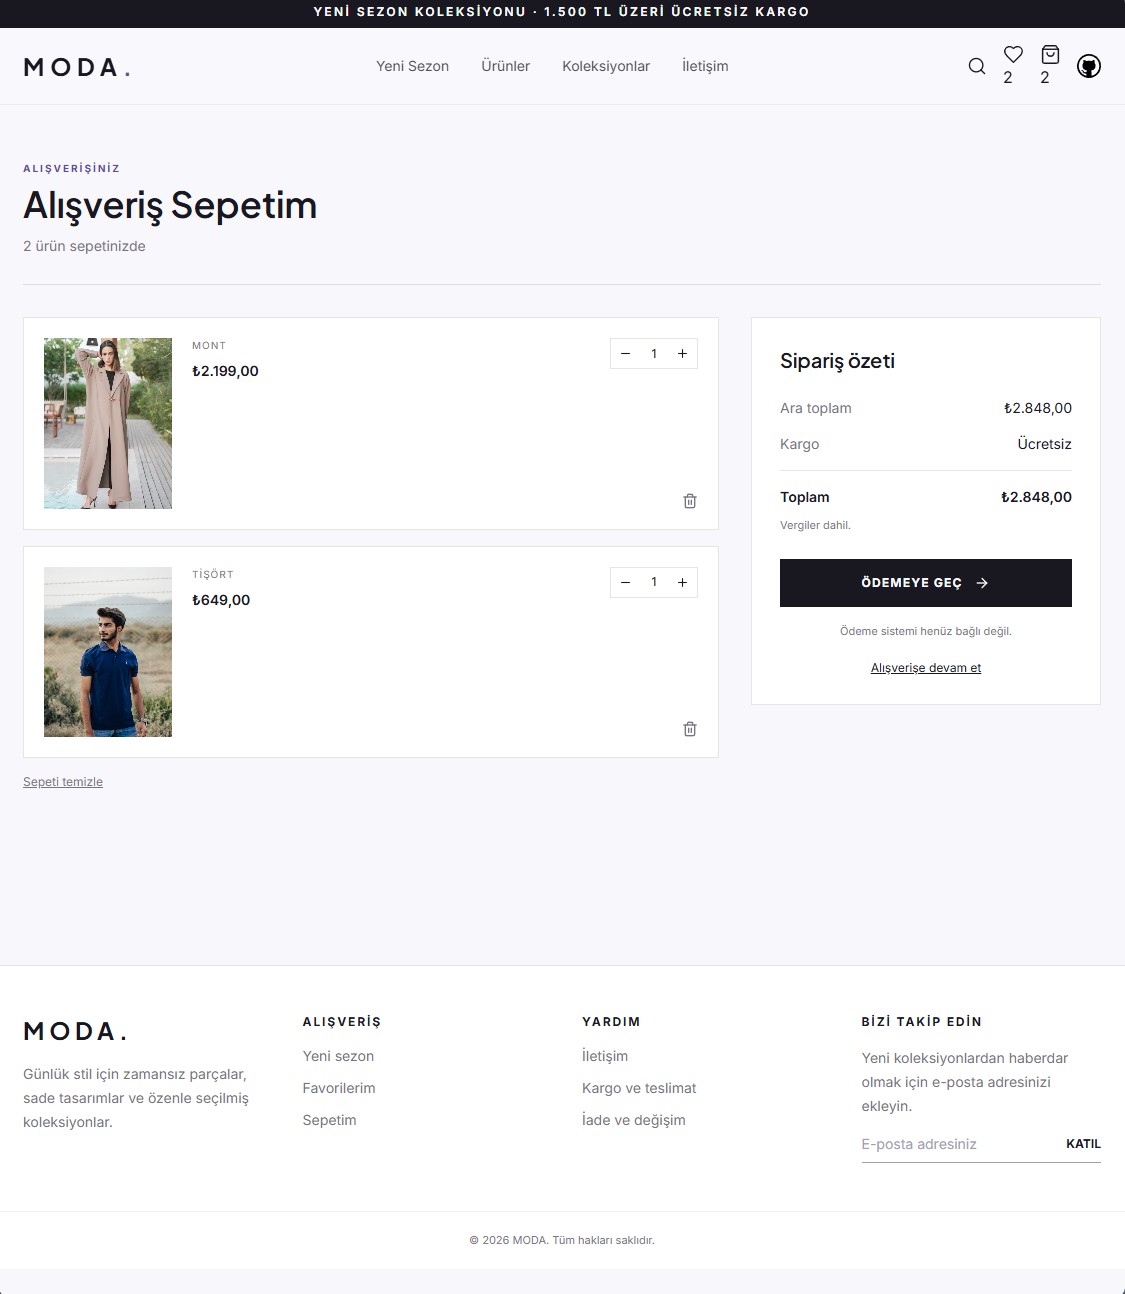 YENİ SEZON KOLEKSİYONU · 1.500 TL ÜZERİ ÜCRETSİZ KARGO
MODA.
Yeni Sezon
Ürünler
Koleksiyonlar
İletişim
2
2
ALIŞVERİŞİNİZ
Alışveriş Sepetim
2 ürün sepetinizde
MONT
₺2.199,00
1
TİŞÖRT
₺649,00
1
Sepeti temizle
Sipariş özeti
Ara toplam ₺2.848,00
Kargo Ücretsiz
Toplam ₺2.848,00
Vergiler dahil.
ÖDEMEYE GEÇ
Ödeme sistemi henüz bağlı değil.
Alışverişe devam et
MODA.
Günlük stil için zamansız parçalar,
sade tasarımlar ve özenle seçilmiş
koleksiyonlar.
ALIŞVERİŞ
Yeni sezon
Favorilerim
Sepetim
YARDIM
İletişim
Kargo ve teslimat
İade ve değişim
BİZİ TAKİP EDİN
Yeni koleksiyonlardan haberdar
olmak için e-posta adresinizi
ekleyin.
E-posta adresiniz KATIL
© 2026 MODA. Tüm hakları saklıdır.